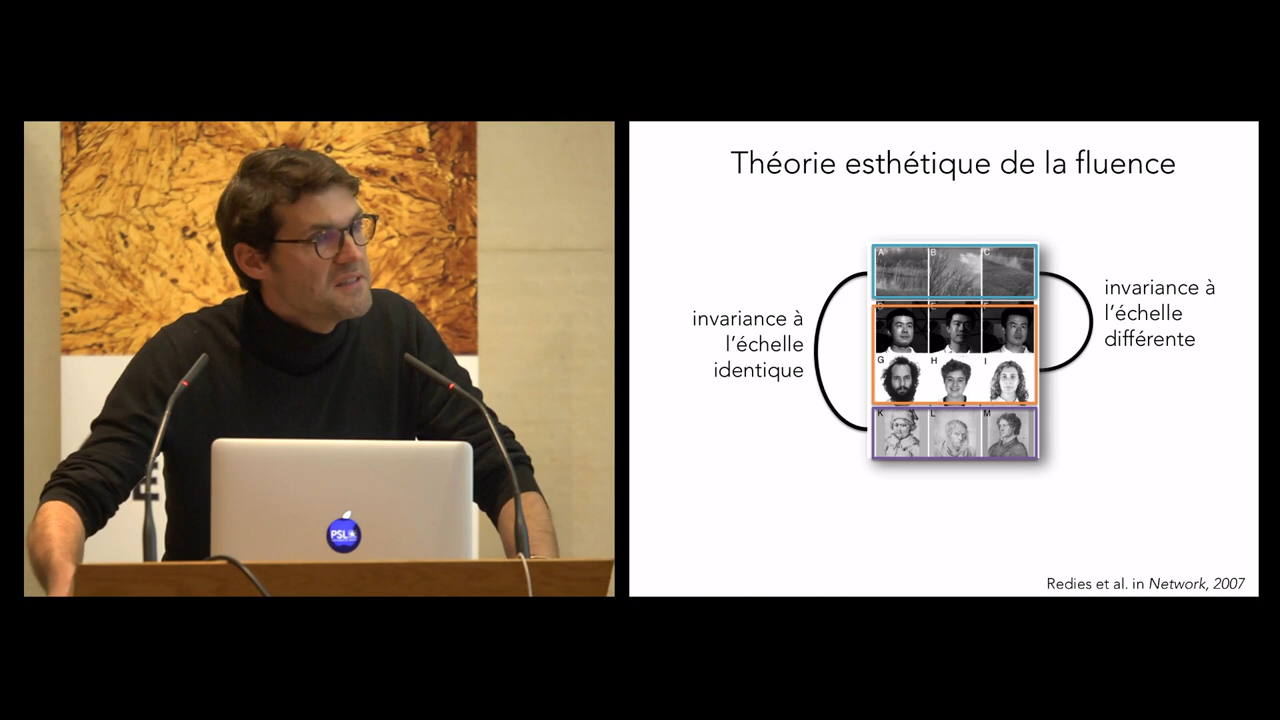 Théorie esthétique de la fluence
invariance à
l'échelle
identique
invariance à
l'échelle
différente
A B C
E F
G H I
K L M
Redies et al. in Network, 2007
PSL★